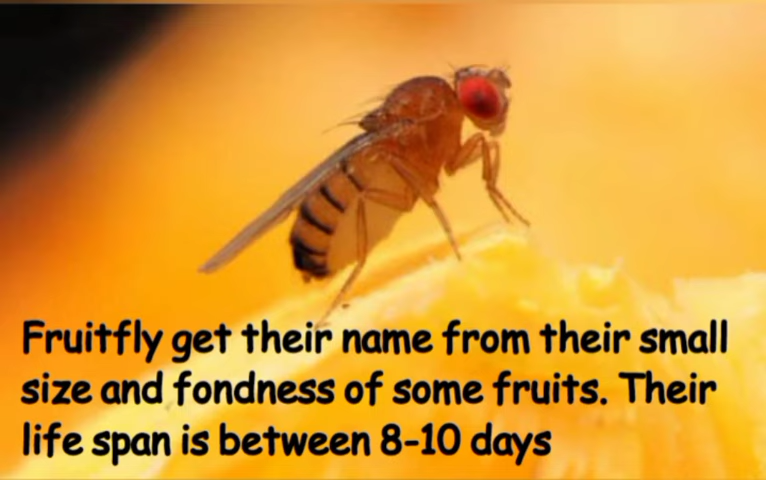 Fruitfly get their name from their small
size and fondness of some fruits. Their
life span is between 8-10 days